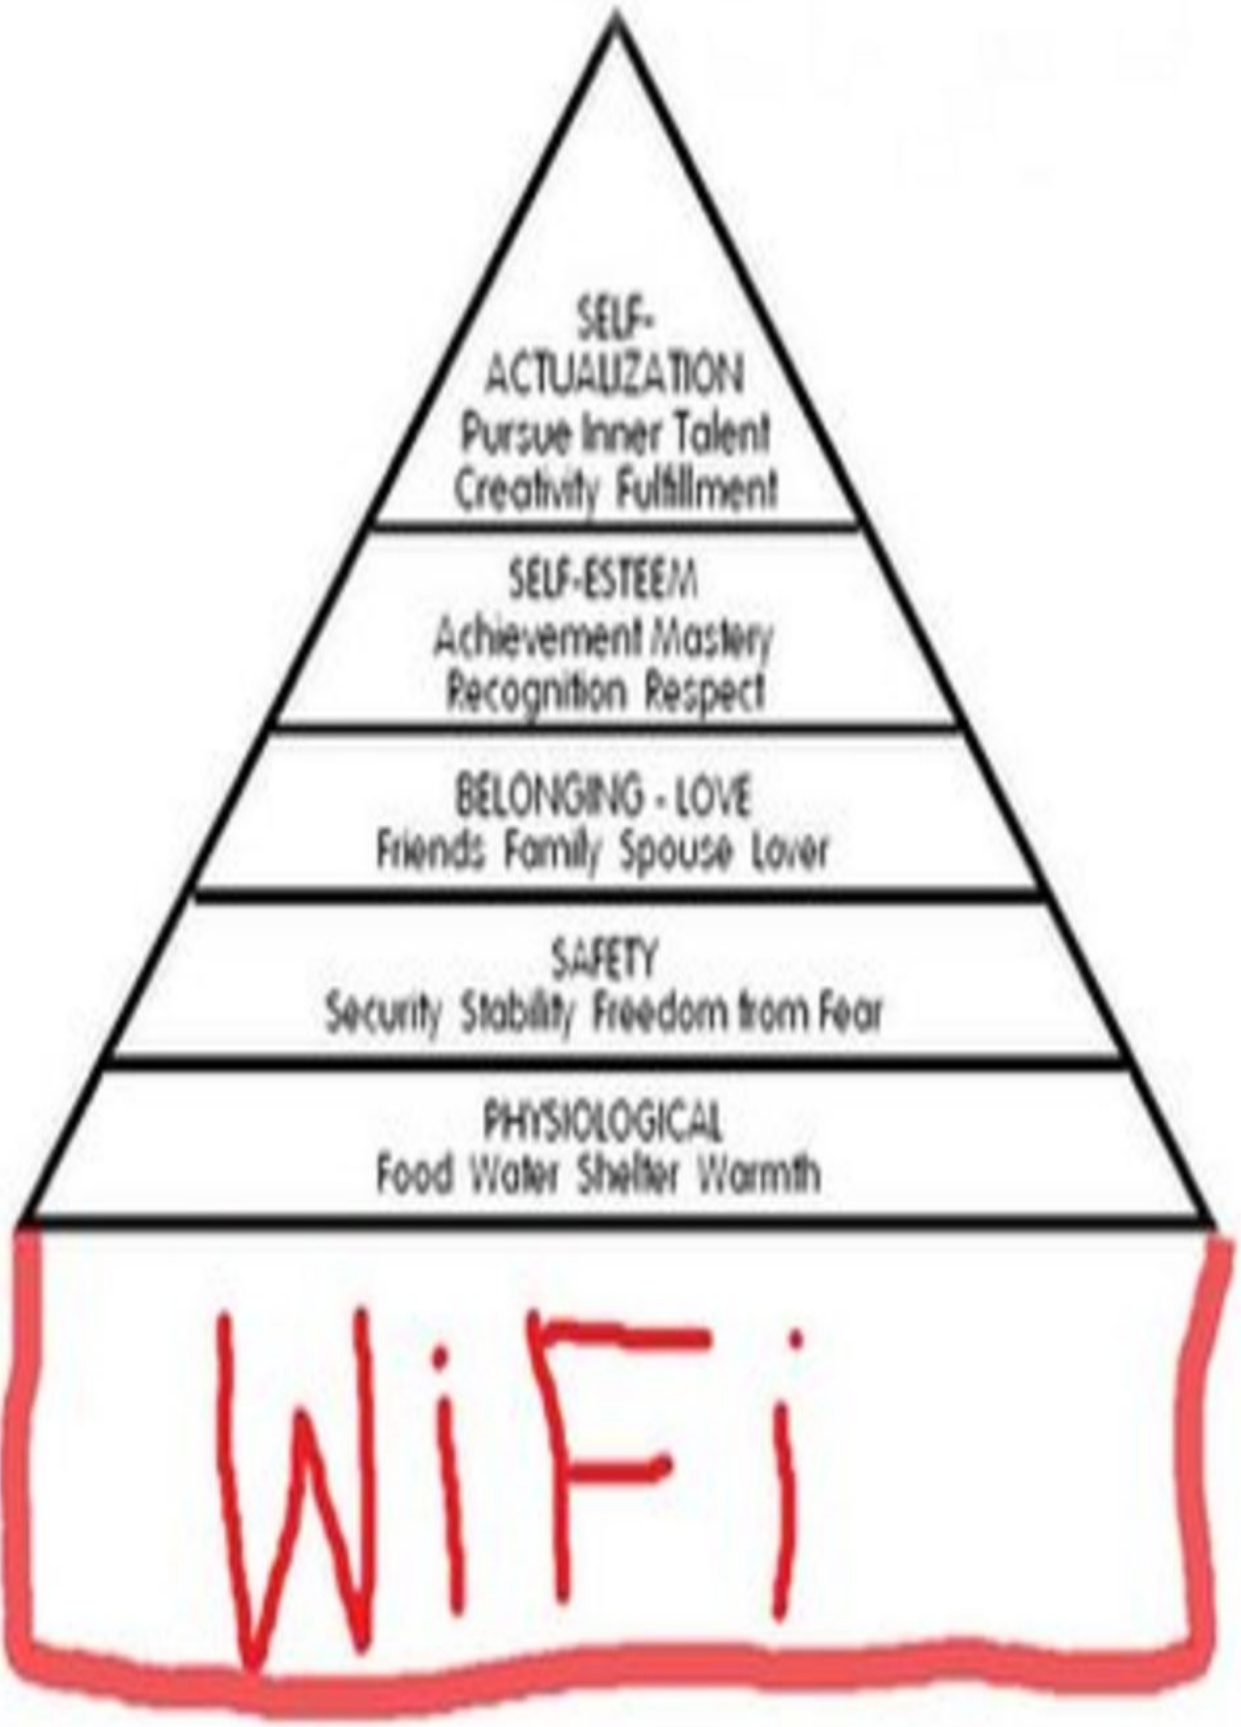 SELF-
ACTUALIZATION
Pursue Inner Talent
Creativity Fulfillment
SELF-ESTEEM
Achievement Mastery
Recognition Respect
BELONGING - LOVE
Friends Family Spouse Lover
SAFETY
Security Stability Freedom from Fear
PHYSIOLOGICAL
Food Water Shelter Warmth
WiFi